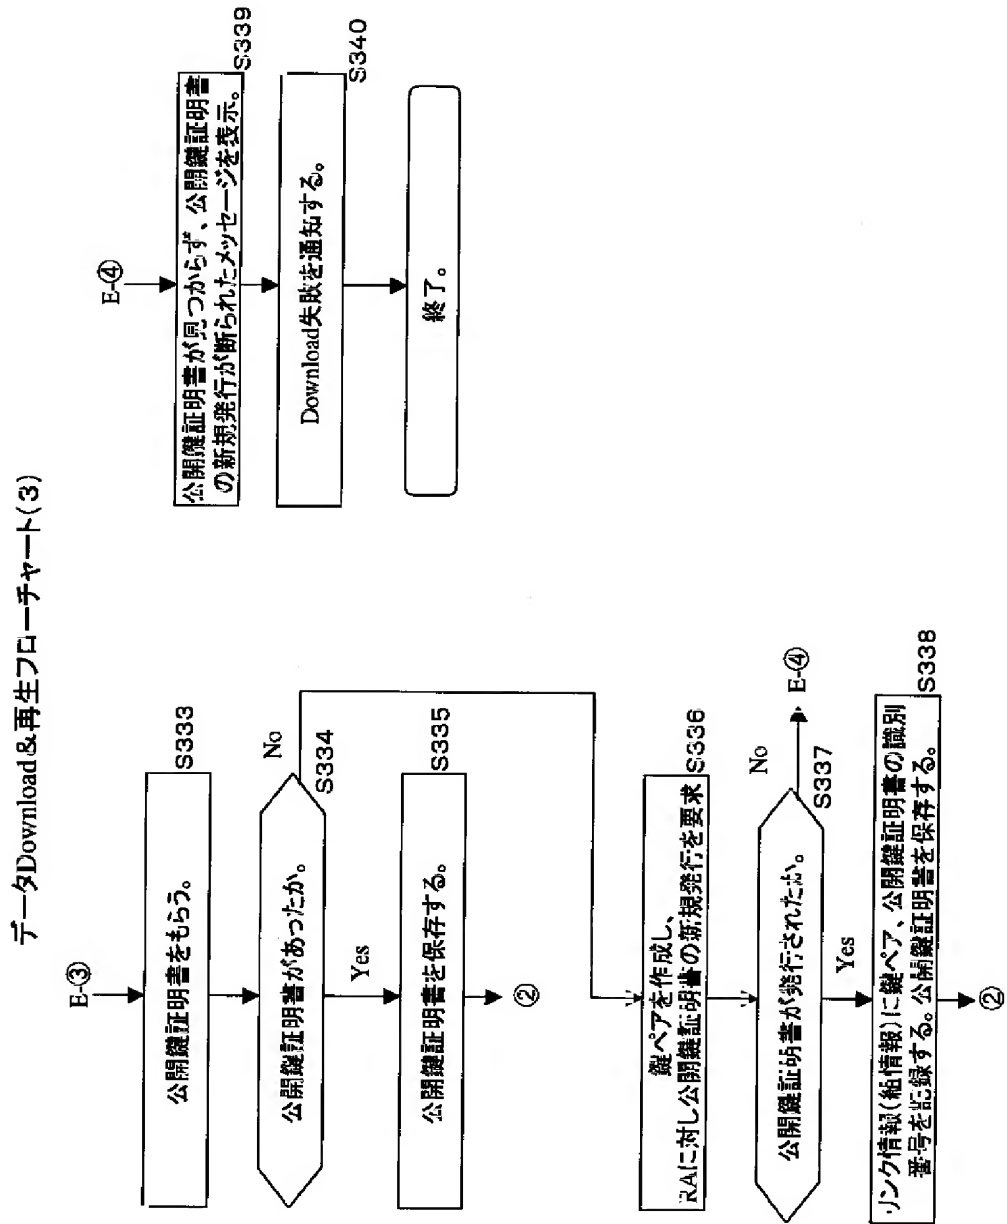 データDownload&再生フローチャート(3)
E-③
公開鍵証明書をもらう。
S333
公開鍵証明書があったか。
No
S334
Yes
公開鍵証明書を保存する。
S335
②
鍵ペアを作成し、
RAに対し公開鍵証明書の新規発行を要求
S336
公開鍵証明書が発行されたか。
No
E-④
S337
Yes
リンク情報(紐情報)に鍵ペア、公開鍵証明書の識別
番号を記録する。公開鍵証明書を保存する。
S338
②
E-④
公開鍵証明書が見つからず、公開鍵証明書
の新規発行が断られたメッセージを表示。
S339
Download失敗を通知する。
S340
終了。